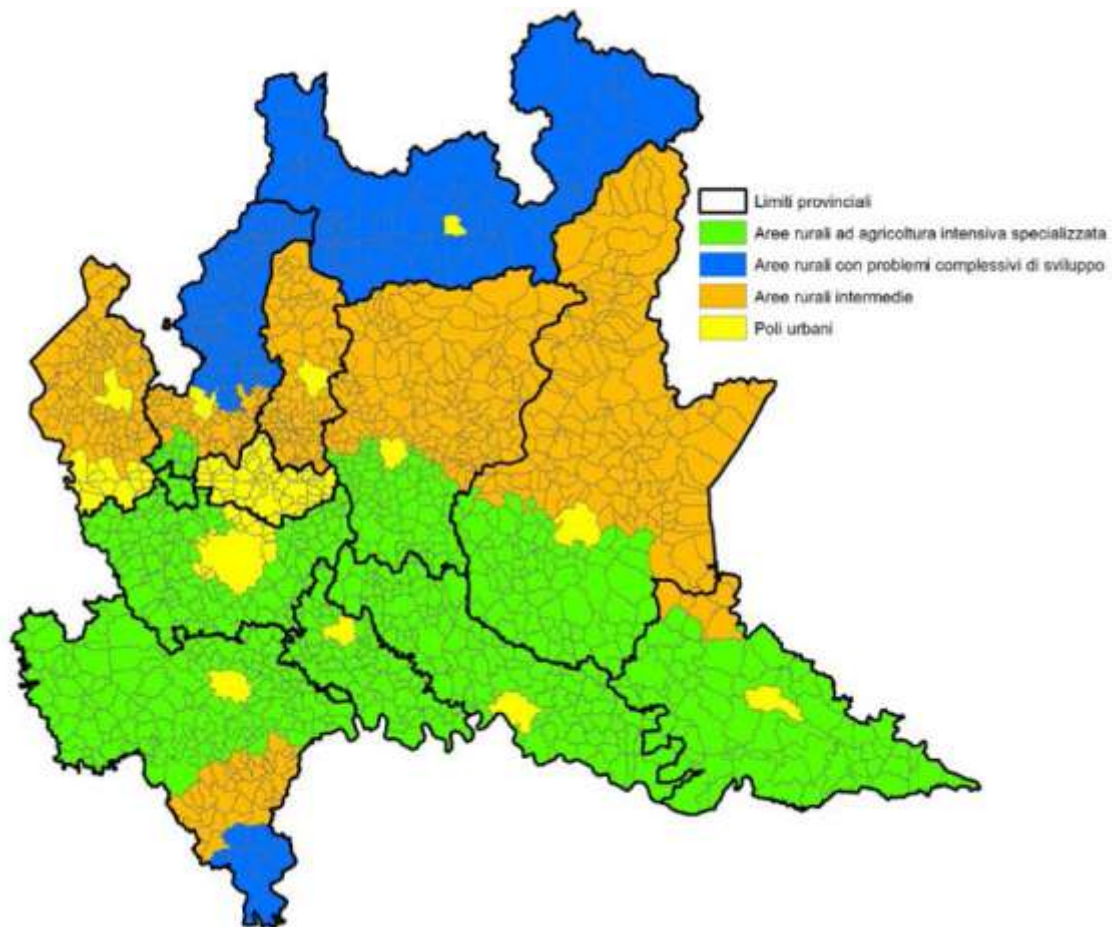 Limiti provinciali
Aree rurali ad agricoltura intensiva specializzata
Aree rurali con problemi complessivi di sviluppo
Aree rurali intermedie
Poli urbani